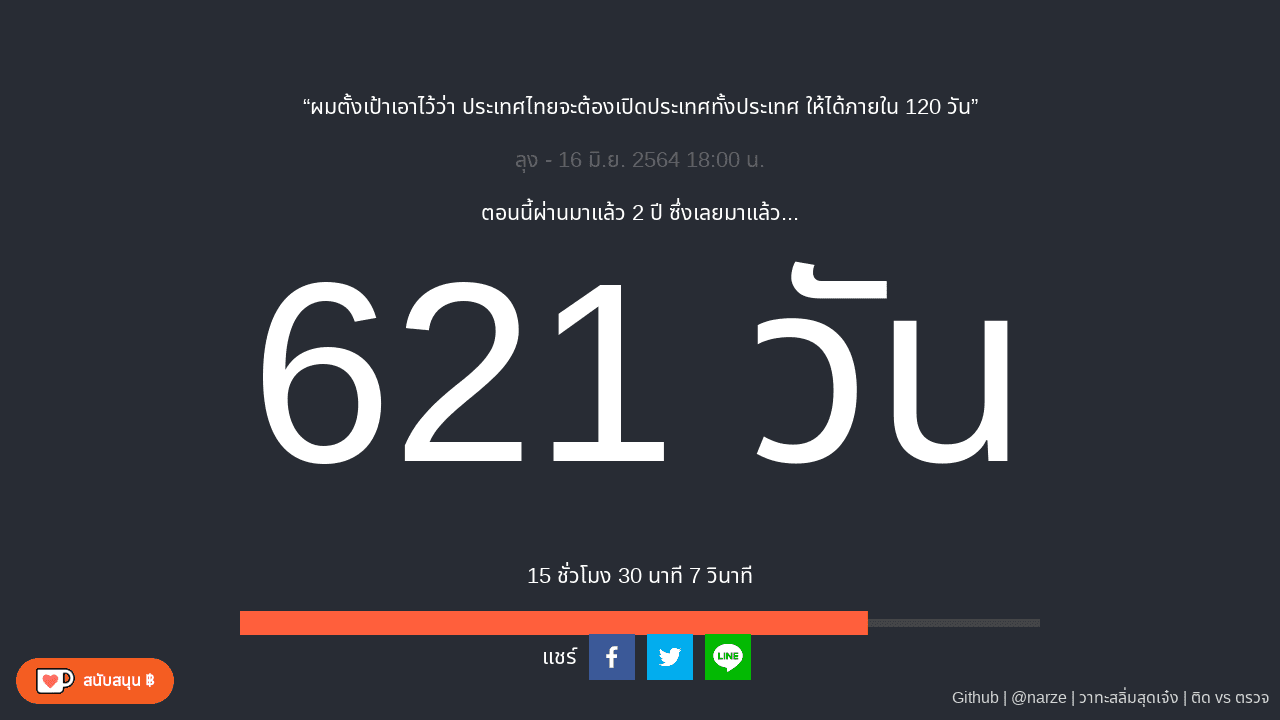 “ผมตั้งเป้าเอาไว้ว่า ประเทศไทยจะต้องเปิดประเทศทั้งประเทศ ให้ได้ภายใน 120 วัน”
ลุง - 16 มิ.ย. 2564 18:00 น.
ตอนนี้ผ่านมาแล้ว 2 ปี ซึ่งเลยมาแล้ว...
621 วัน
15 ชั่วโมง 30 นาที 7 วินาที
แชร์
LINE
สนับสนุน ฿
Github | @narze | วาทะสลิ่มสุดเจ๋ง | ติด vs ตรวจ